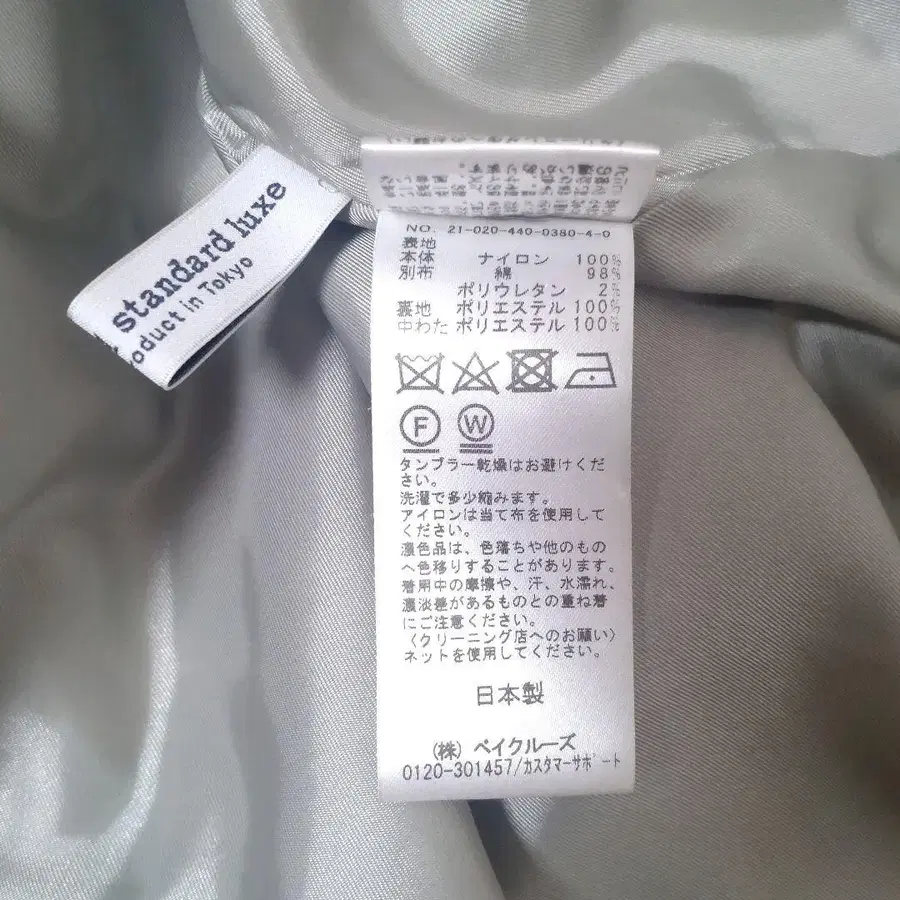 standard luxe
oduct in Tokyo
NO. 21-020-440-0380-4-0
表地
本体 ナイロン 100%
別布 綿 98%
ポリウレタン 2%
裏地 ポリエステル 100%
中わた ポリエステル 100%
F W
タンブラー乾燥はお避けくだ
さい。
洗濯で多少縮みます。
アイロンは当て布を使用して
ください。
濃色品は、色落ちや他のもの
へ色移りすることがあります。
着用中の摩擦や、汗、水濡れ、
濃淡差があるものとの重ね着
にご注意ください。
〈クリーニング店へのお願い〉
ネットを使用してください。
日本製
(株) ベイクルーズ
0120-301457/カスタマーサポート